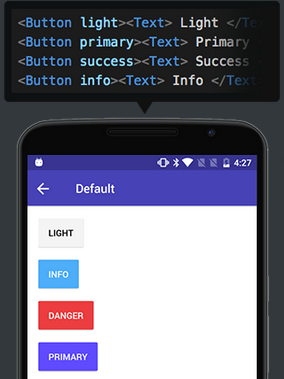 <Button light><Text> Light </Text
<Button primary><Text> Primary
<Button success><Text> Success
<Button info><Text> Info </Text
4:27
Default
LIGHT
INFO
DANGER
PRIMARY